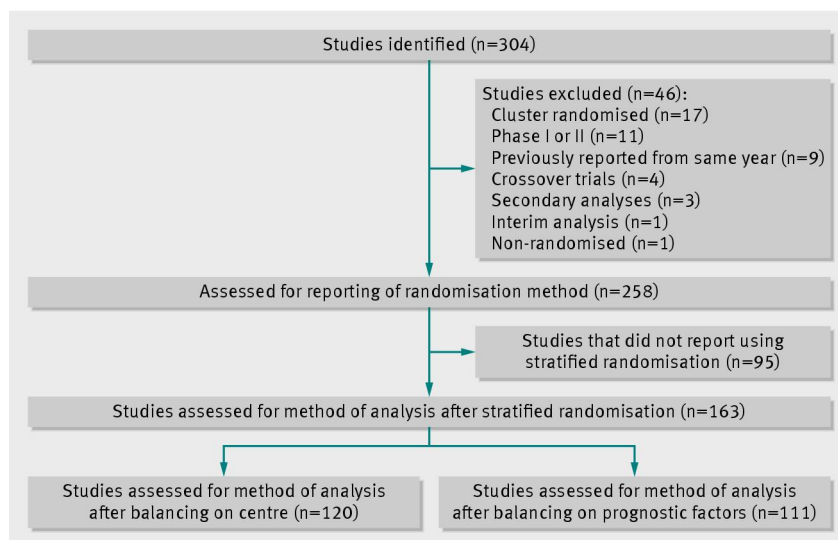 Studies identified (n=304)
Studies excluded (n=46):
Cluster randomised (n=17)
Phase I or II (n=11)
Previously reported from same year (n=9)
Crossover trials (n=4)
Secondary analyses (n=3)
Interim analysis (n=1)
Non-randomised (n=1)
Assessed for reporting of randomisation method (n=258)
Studies that did not report using
stratified randomisation (n=95)
Studies assessed for method of analysis after stratified randomisation (n=163)
Studies assessed for method of analysis
after balancing on centre (n=120)
Studies assessed for method of analysis
after balancing on prognostic factors (n=111)